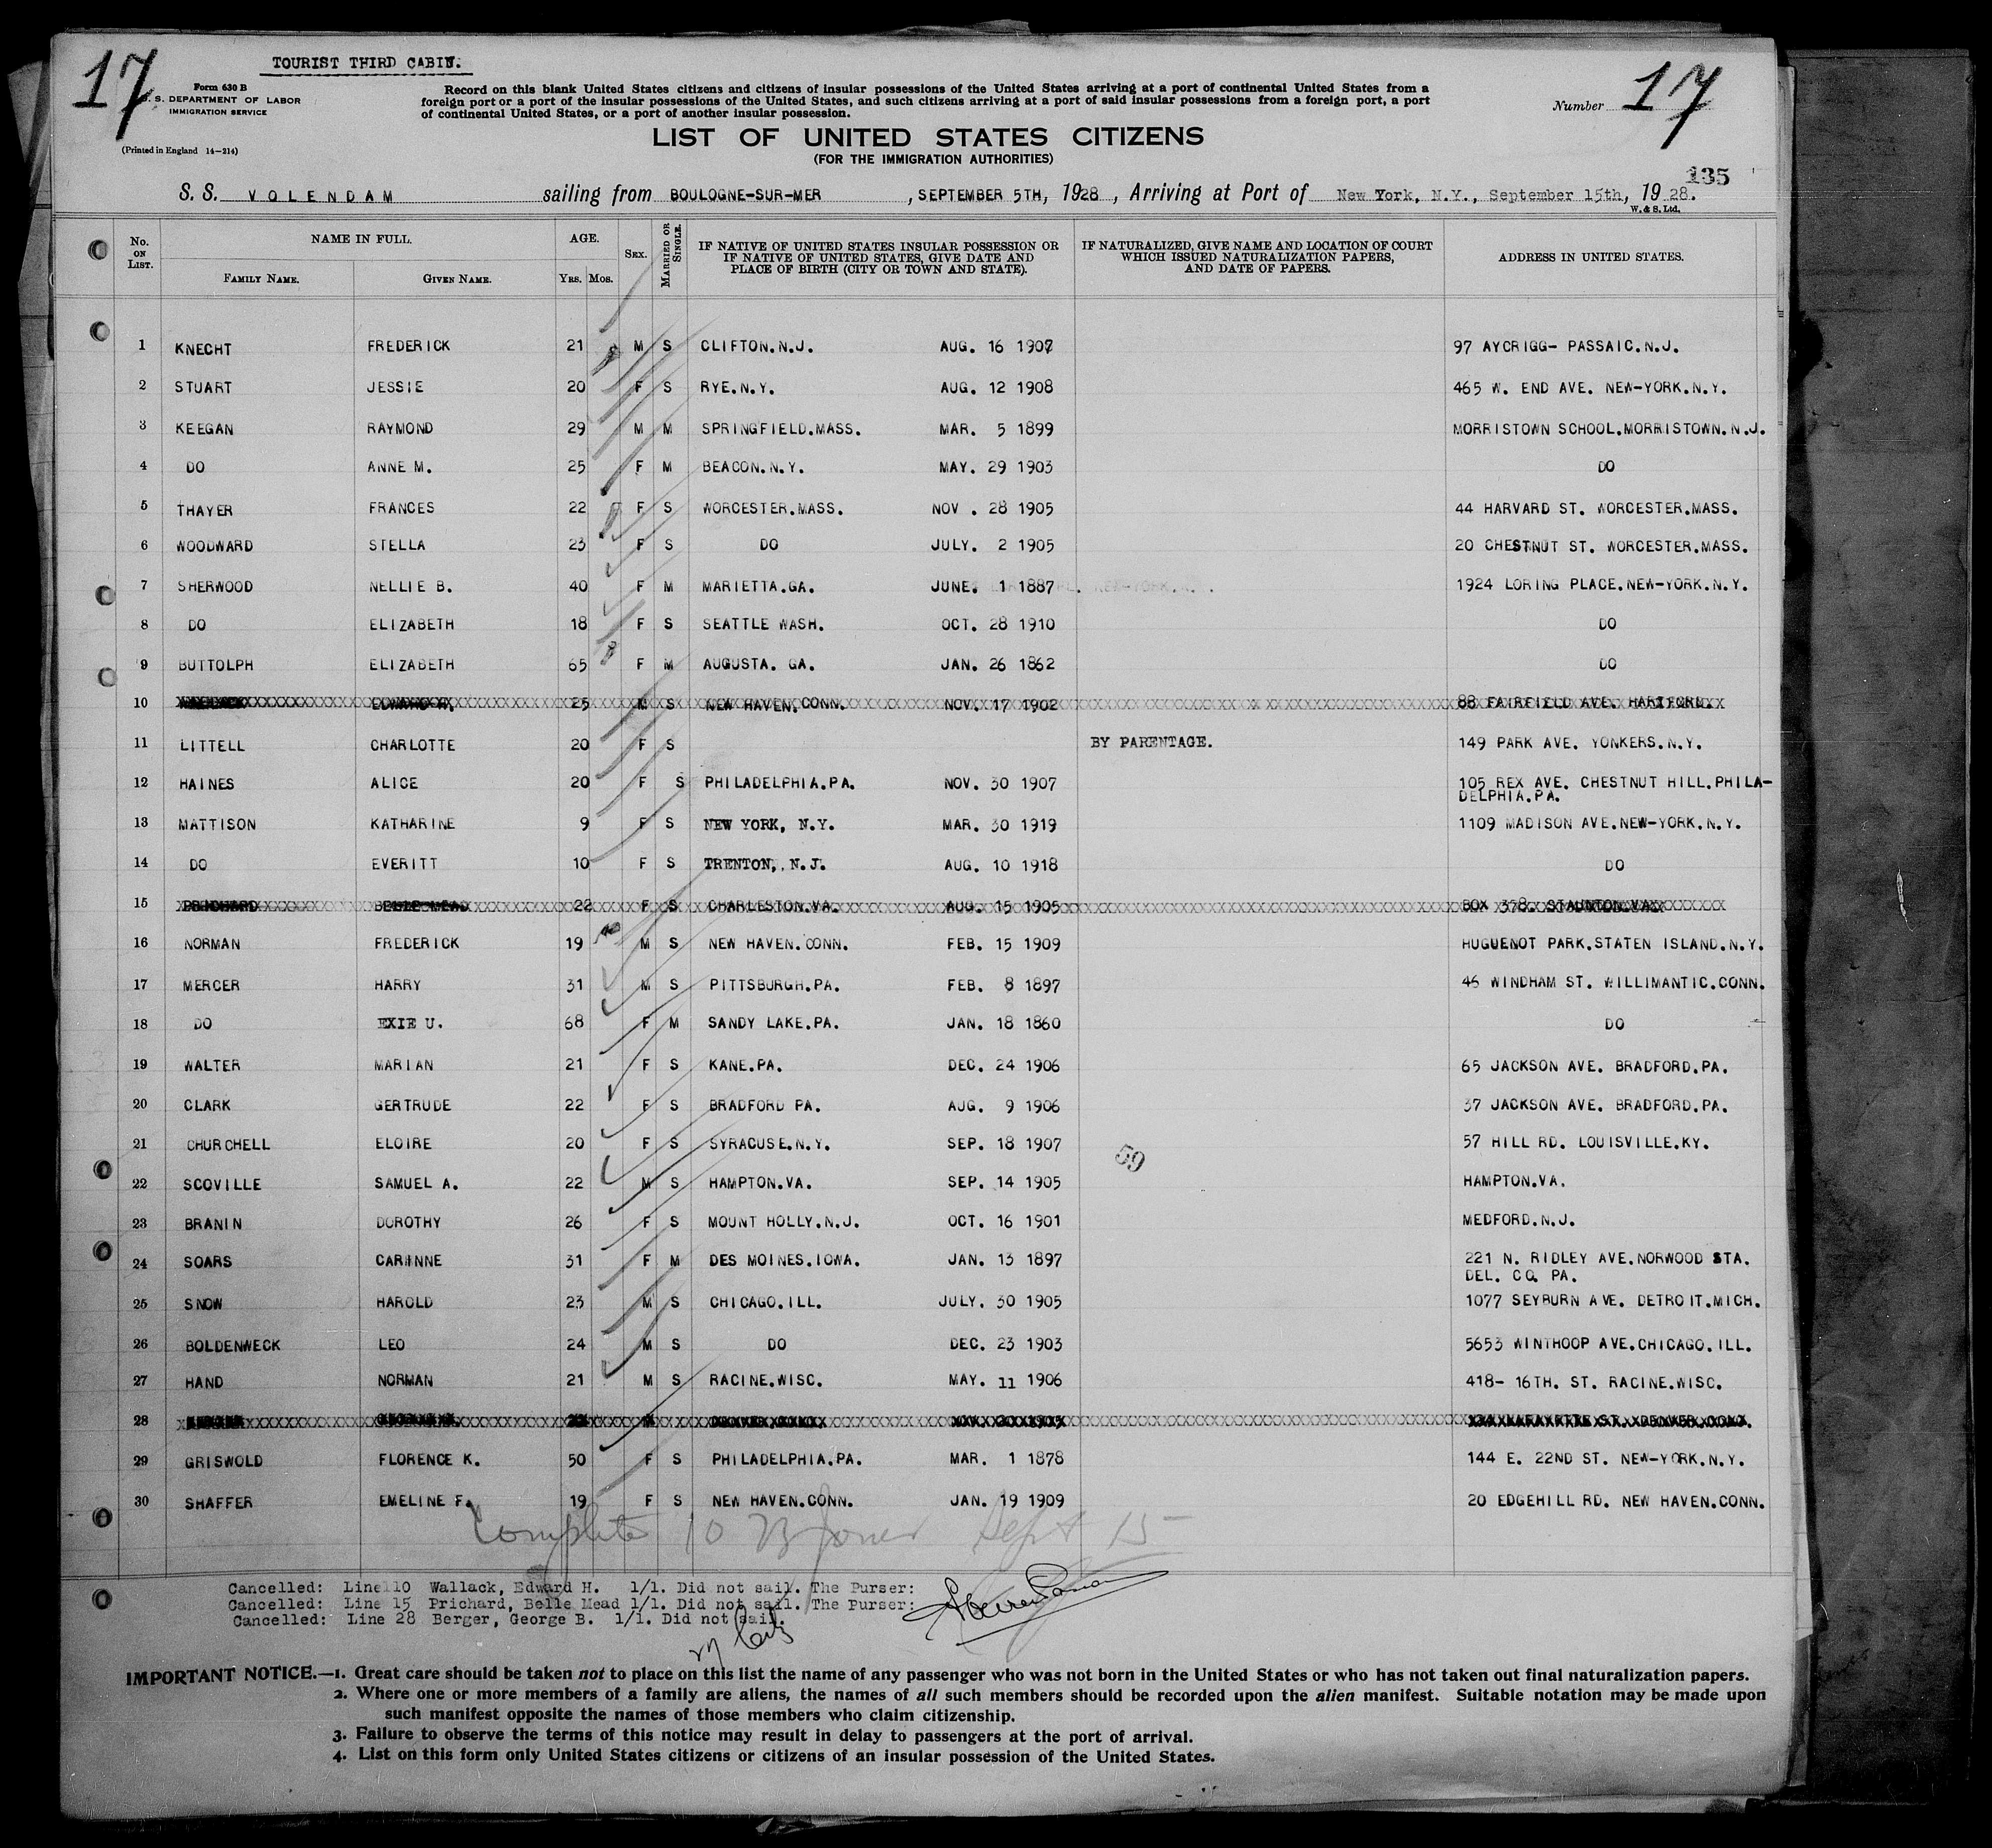 17
TOURIST THIRD CABIN.
Form 630 B
U. S. DEPARTMENT OF LABOR
IMMIGRATION SERVICE
(Printed in England 14—214)
Record on this blank United States citizens and citizens of insular possessions of the United States arriving at a port of continental United States from a
foreign port or a port of the insular possessions of the United States, and such citizens arriving at a port of said insular possessions from a foreign port, a port
of continental United States, or a port of another insular possession.
Number 17
LIST OF UNITED STATES CITIZENS
(FOR THE IMMIGRATION AUTHORITIES)
135
S. S. VOLENDAM sailing from BOULOGNE-SUR-MER , SEPTEMBER 5TH, 1928 , Arriving at Port of New York, N.Y., September 15th, 1928.
W. & S. Ltd.
No. ON LIST. NAME IN FULL. AGE. SEX. MARRIED OR SINGLE. IF NATIVE OF UNITED STATES INSULAR POSSESSION OR IF NATIVE OF UNITED STATES, GIVE DATE AND PLACE OF BIRTH (CITY OR TOWN AND STATE). IF NATURALIZED, GIVE NAME AND LOCATION OF COURT WHICH ISSUED NATURALIZATION PAPERS, AND DATE OF PAPERS. ADDRESS IN UNITED STATES.
FAMILY NAME. GIVEN NAME. YRS. MOS.
1 KNECHT FREDERICK 21 M S CLIFTON.N.J. AUG. 16 1907 97 AYCRIGG- PASSAIC.N.J.
2 STUART JESSIE 20 F S RYE.N.Y. AUG. 12 1908 465 W. END AVE. NEW-YORK.N.Y.
3 KEEGAN RAYMOND 29 M M SPRINGFIELD.MASS. MAR. 5 1899 MORRISTOWN SCHOOL.MORRISTOWN.N.J.
4 DO ANNE M. 25 F M BEACON.N.Y. MAY. 29 1903 DO
5 THAYER FRANCES 22 F S WORCESTER.MASS. NOV . 28 1905 44 HARVARD ST. WORCESTER.MASS.
6 WOODWARD STELLA 23 F S DO JULY. 2 1905 20 CHESTNUT ST. WORCESTER.MASS.
7 SHERWOOD NELLIE B. 40 F M MARIETTA.GA. JUNE. 1 1887 1924 LORING PLACE.NEW-YORK.N.Y.
8 DO ELIZABETH 18 F S SEATTLE WASH. OCT. 28 1910 DO
9 BUTTOLPH ELIZABETH 65 F M AUGUSTA. GA. JAN. 26 1862 DO
10 EDWARD H. 25 M S NEW HAVEN.CONN. NOV. 17 1902 88 FAIRFIELD AVE. HARTFORD.
11 LITTELL CHARLOTTE 20 F S BY PARENTAGE. 149 PARK AVE. YONKERS.N.Y.
12 HAINES ALICE 20 F S PHILADELPHIA.PA. NOV. 30 1907 105 REX AVE. CHESTNUT HILL.PHILA-
DELPHIA.PA.
13 MATTISON KATHARINE 9 F S NEW YORK, N.Y. MAR. 30 1919 1109 MADISON AVE.NEW-YORK.N.Y.
14 DO EVERITT 10 F S TRENTON, N.J. AUG. 10 1918 DO
15 PRICHARD BELLE MEAD 22 F S CHARLESTON.VA. AUG. 15 1905 BOX 378. STAUNTON.VA.
16 NORMAN FREDERICK 19 M S NEW HAVEN.CONN. FEB. 15 1909 HUGUENOT PARK.STATEN ISLAND.N.Y.
17 MERCER HARRY 31 M S PITTSBURGH.PA. FEB. 8 1897 46 WINDHAM ST. WILLIMANTIC.CONN.
18 DO EXIE U. 68 F M SANDY LAKE.PA. JAN. 18 1860 DO
19 WALTER MARIAN 21 F S KANE.PA. DEC. 24 1906 65 JACKSON AVE. BRADFORD.PA.
20 CLARK GERTRUDE 22 F S BRADFORD PA. AUG. 9 1906 37 JACKSON AVE. BRADFORD.PA.
21 CHURCHELL ELOIRE 20 F S SYRACUSE.N.Y. SEP. 18 1907 57 HILL RD. LOUISVILLE.KY.
59
22 SCOVILLE SAMUEL A. 22 M S HAMPTON.VA. SEP. 14 1905 HAMPTON.VA.
23 BRANIN DOROTHY 26 F S MOUNT HOLLY.N.J. OCT. 16 1901 MEDFORD.N.J.
24 SOARS CARINNE 31 F M DES MOINES.IOWA. JAN. 13 1897 221 N. RIDLEY AVE.NORWOOD STA.
DEL. CO. PA.
25 SNOW HAROLD 23 M S CHICAGO.ILL. JULY. 30 1905 1077 SEYBURN AVE. DETROIT.MICH.
26 BOLDENWECK LEO 24 M S DO DEC. 23 1903 5653 WINTHOOP AVE.CHICAGO.ILL.
27 HAND NORMAN 21 M S RACINE.WISC. MAY. 11 1906 418- 16TH. ST. RACINE.WISC.
28 M 1905 LAFAYETTE ST. DENVER.COLO.
29 GRISWOLD FLORENCE K. 50 F S PHILADELPHIA.PA. MAR. 1 1878 144 E. 22ND ST. NEW-YORK.N.Y.
30 SHAFFER EMELINE F. 19 F S NEW HAVEN.CONN. JAN. 19 1909 20 EDGEHILL RD. NEW HAVEN.CONN.
Complete 10 Sept 15
Cancelled: Line 10 Wallack, Edward H. 1/1. Did not sail. The Purser:
Cancelled: Line 15 Prichard, Belle Mead 1/1. Did not sail. The Purser:
Cancelled: Line 28 Berger, George B. 1/1. Did not sail.
IMPORTANT NOTICE.—1. Great care should be taken not to place on this list the name of any passenger who was not born in the United States or who has not taken out final naturalization papers.
2. Where one or more members of a family are aliens, the names of all such members should be recorded upon the alien manifest. Suitable notation may be made upon
such manifest opposite the names of those members who claim citizenship.
3. Failure to observe the terms of this notice may result in delay to passengers at the port of arrival.
4. List on this form only United States citizens or citizens of an insular possession of the United States.